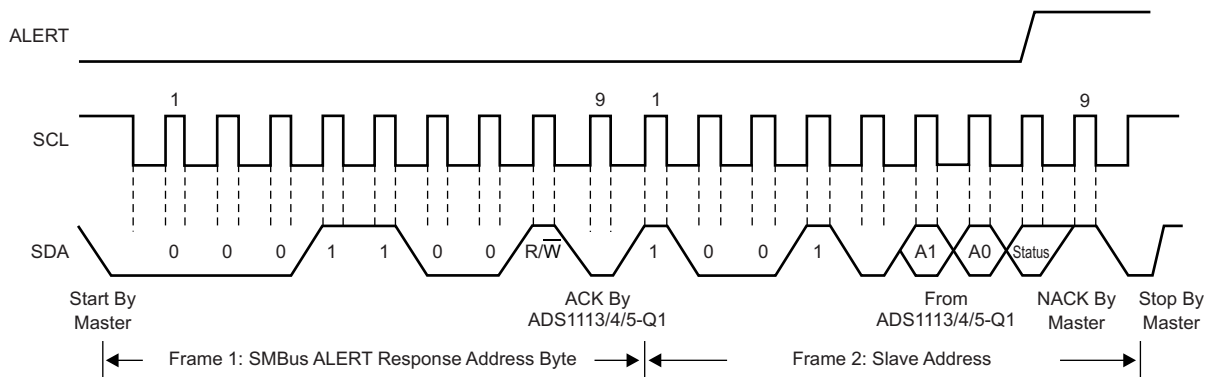 ALERT
1 9 1 9
SCL
SDA
0 0 0 1 1 0 0 R/W̅ 1 0 0 1 A1 A0 Status
Start By
Master
ACK By
ADS1113/4/5-Q1
From
ADS1113/4/5-Q1
NACK By
Master
Stop By
Master
Frame 1: SMBus ALERT Response Address Byte
Frame 2: Slave Address